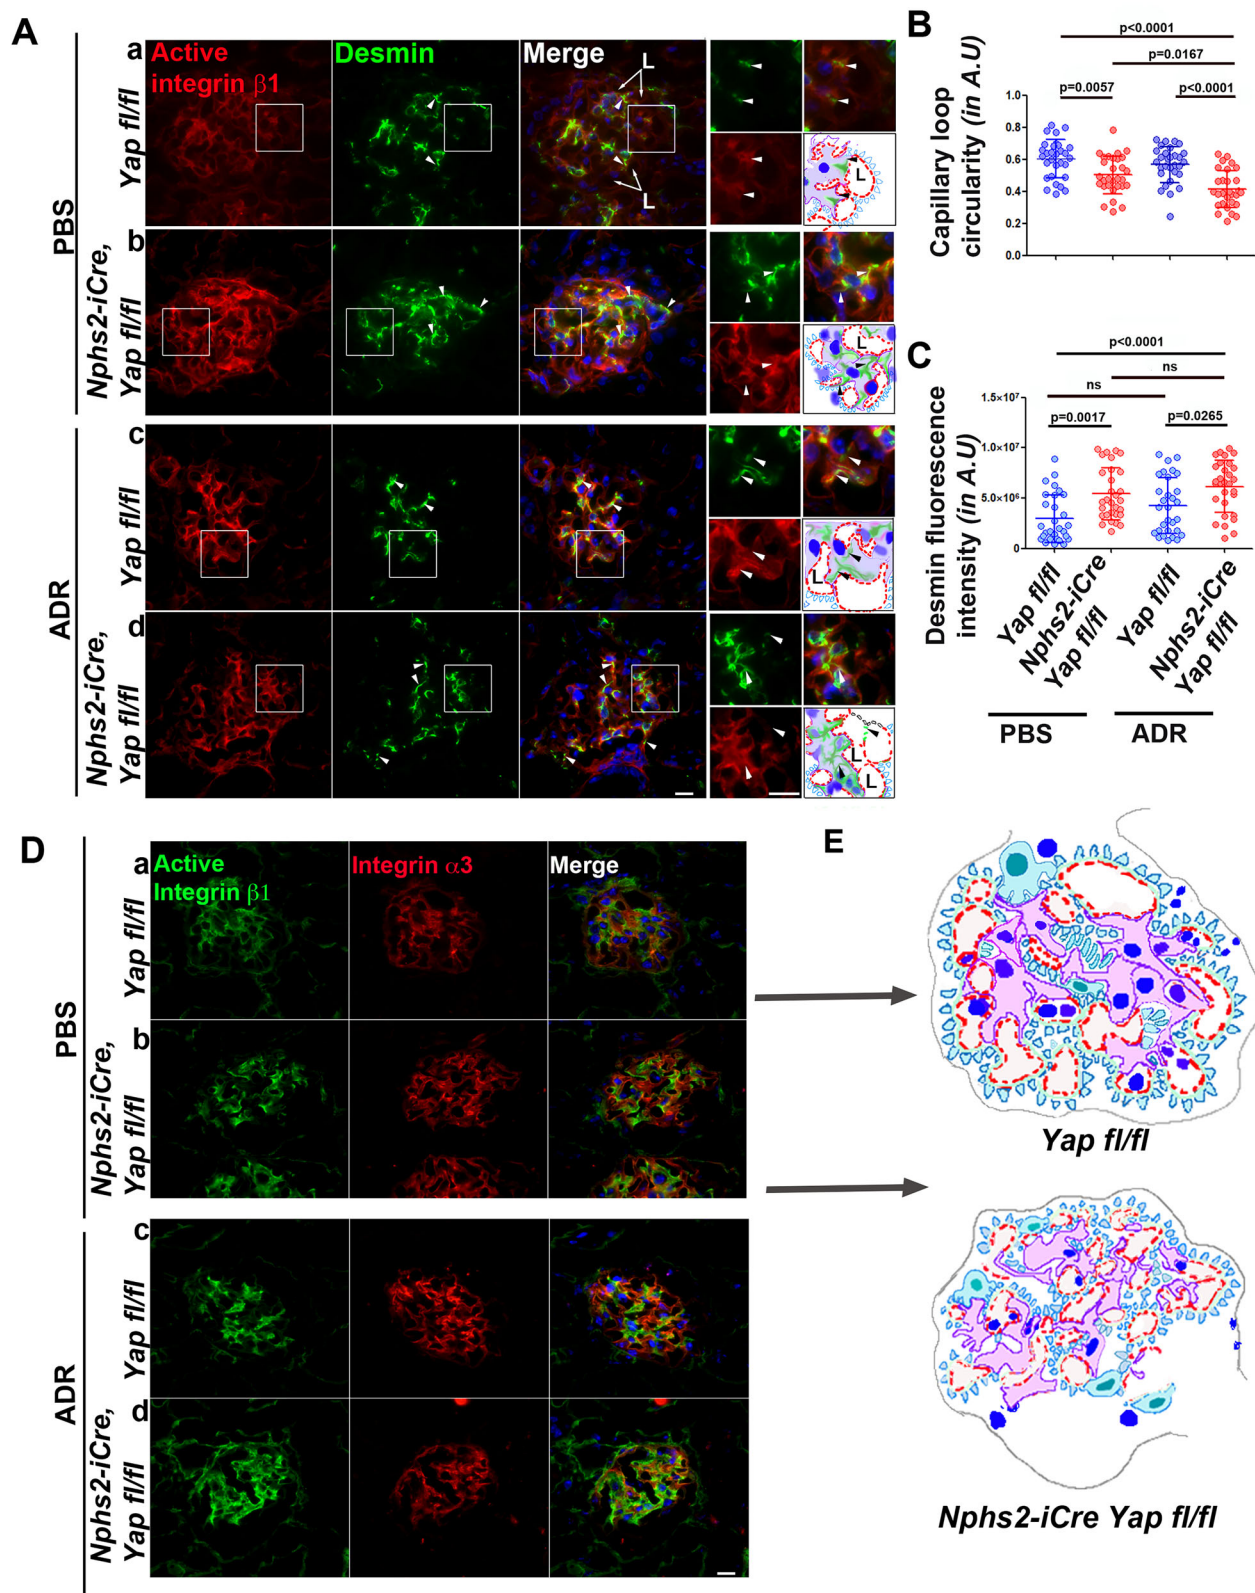 A
PBS
ADR
a
b
c
d
Yap fl/fl
Nphs2-iCre,
Yap fl/fl
Yap fl/fl
Nphs2-iCre,
Yap fl/fl
Active
integrin β1
Desmin
Merge
L
L
L
L
L
L
L
L
B
Capillary loop
circularity (in A.U)
p<0.0001
p=0.0167
p=0.0057
p<0.0001
1.0
0.8
0.6
0.4
0.2
0.0
C
Desmin fluorescence
intensity (in A.U)
p<0.0001
ns
ns
p=0.0017
p=0.0265
1.5×10⁷
1.0×10⁷
5.0×10⁶
0
Yap fl/fl
Nphs2-iCre
Yap fl/fl
Yap fl/fl
Nphs2-iCre
Yap fl/fl
PBS
ADR
D
PBS
ADR
a
b
c
d
Yap fl/fl
Nphs2-iCre,
Yap fl/fl
Yap fl/fl
Nphs2-iCre,
Yap fl/fl
Active
Integrin β1
Integrin α3
Merge
E
Yap fl/fl
Nphs2-iCre Yap fl/fl